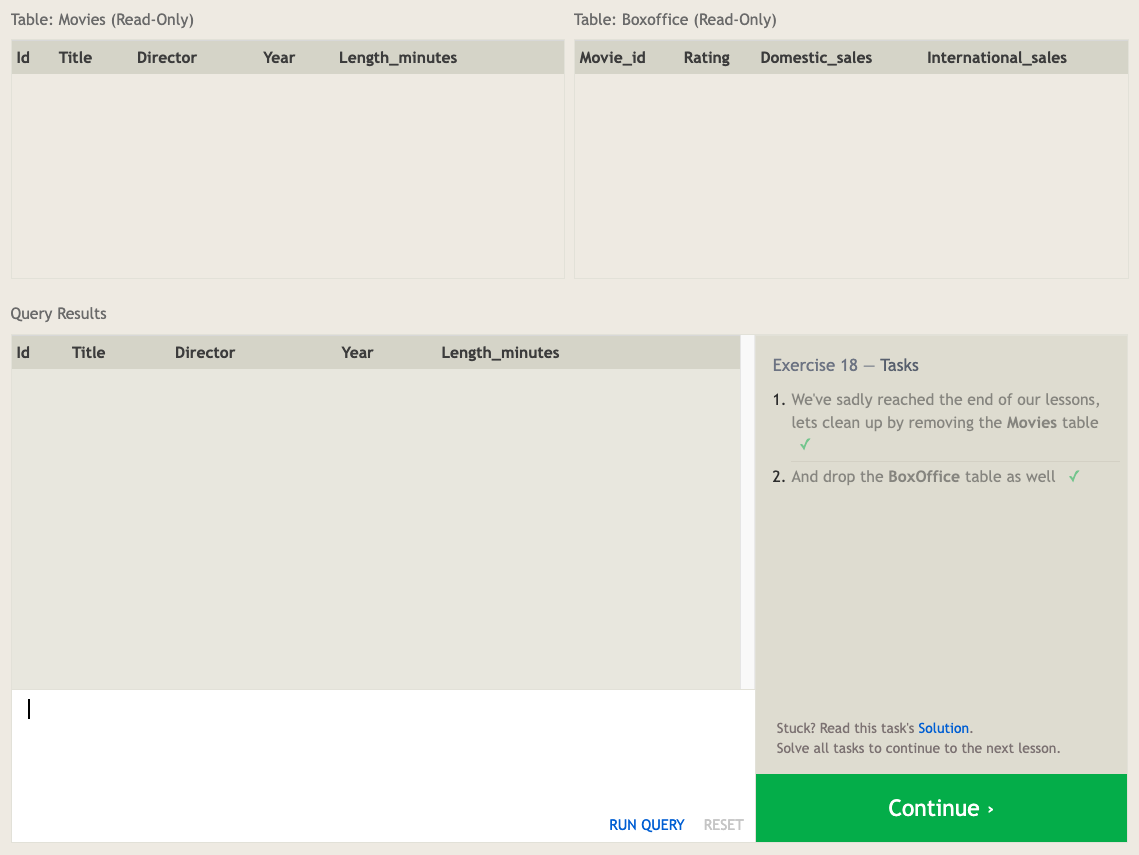 Table: Movies (Read-Only)
Id Title Director Year Length_minutes
Table: Boxoffice (Read-Only)
Movie_id Rating Domestic_sales International_sales
Query Results
Id Title Director Year Length_minutes
Exercise 18 — Tasks
1. We've sadly reached the end of our lessons,
lets clean up by removing the Movies table
✓
2. And drop the BoxOffice table as well ✓
Stuck? Read this task's Solution.
Solve all tasks to continue to the next lesson.
RUN QUERY RESET
Continue ›